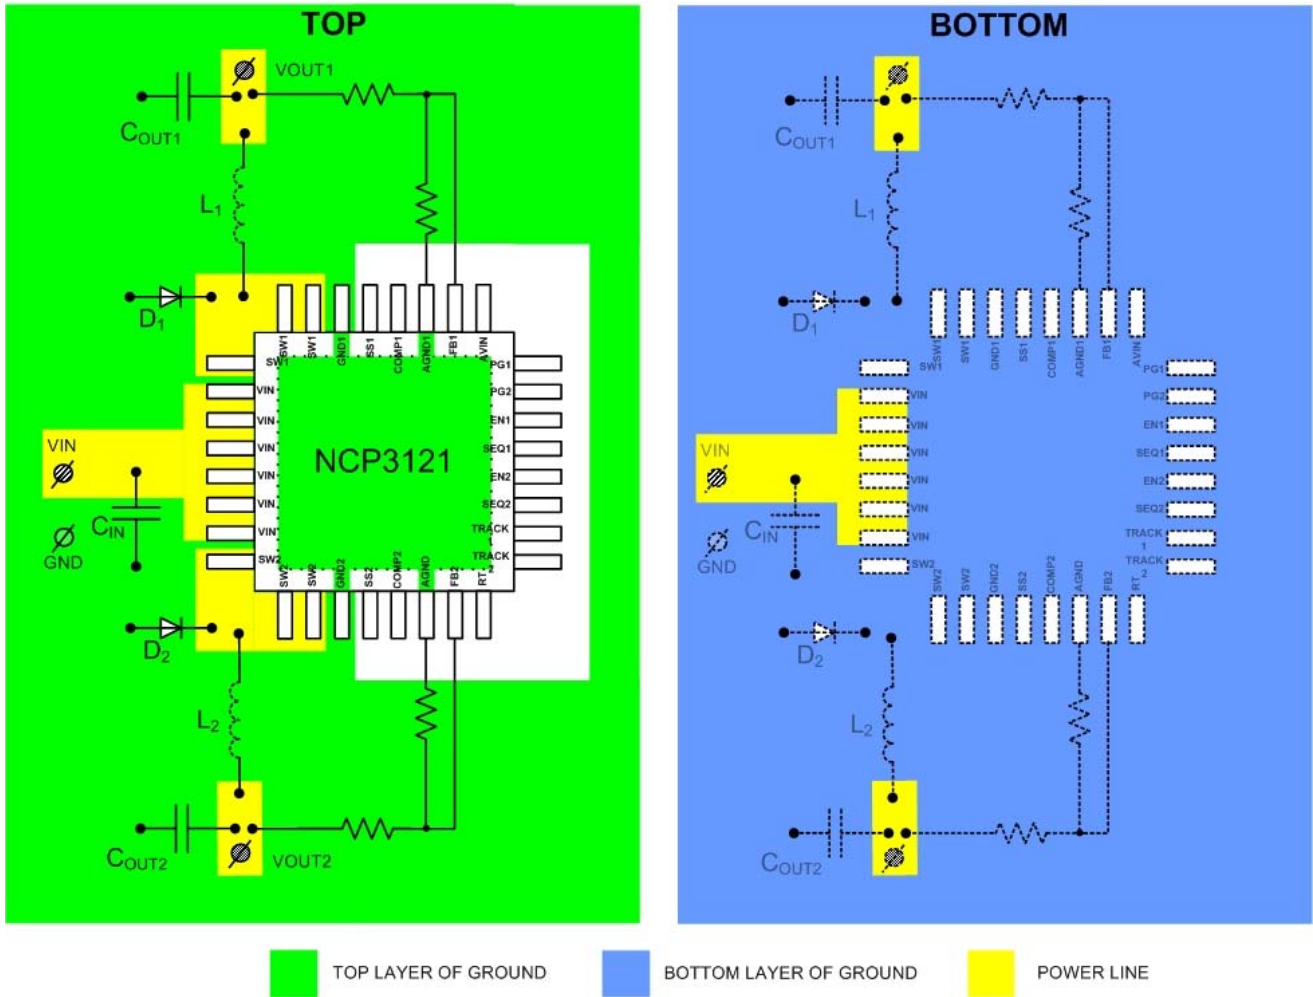 TOP
VOUT1
COUT1
L1
D1
SW1
SW1
GND1
SS1
COMP1
AGND1
FB1
AVIN
SW1
VIN
VIN
VIN
VIN
VIN
VIN
SW2
PG1
PG2
EN1
SEQ1
EN2
SEQ2
TRACK
1
TRACK
2
NCP3121
VIN
CIN
GND
SW2
SW2
GND2
SS2
COMP2
AGND
FB2
RT
D2
L2
COUT2
VOUT2
BOTTOM
COUT1
L1
D1
SW1
SW1
GND1
SS1
COMP1
AGND1
FB1
AVIN
SW1
VIN
VIN
VIN
VIN
VIN
VIN
SW2
PG1
PG2
EN1
SEQ1
EN2
SEQ2
TRACK
1
TRACK
2
VIN
CIN
GND
SW2
SW2
GND2
SS2
COMP2
AGND
FB2
RT
D2
L2
COUT2
TOP LAYER OF GROUND
BOTTOM LAYER OF GROUND
POWER LINE